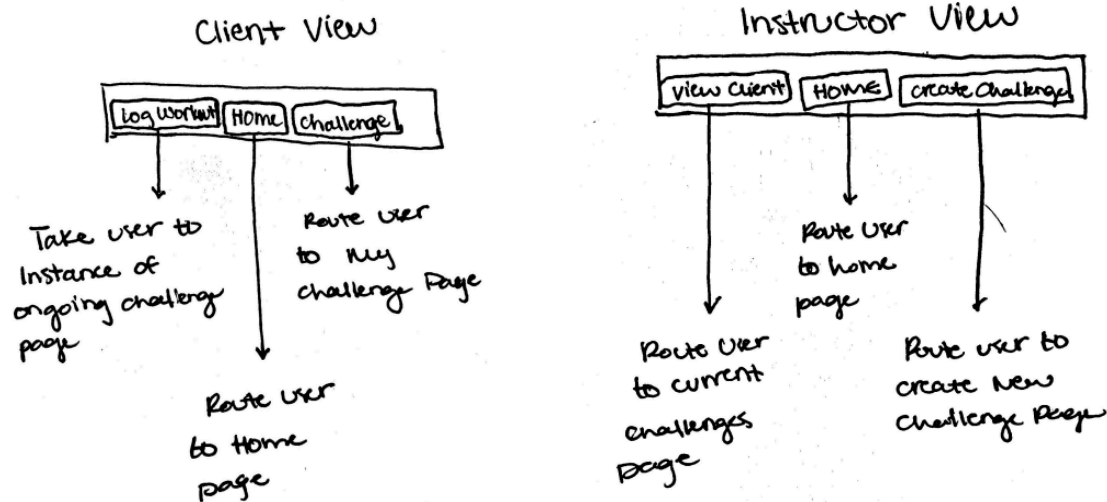 Client View
Log Workout
Home
Challenge
Take user to
Instance of
ongoing challenge
page
Route user
to Home
page
Route user
to My
challenge Page
Instructor View
View Client
HOME
Create Challenge
Route User
to current
challenges
page
Route User
to home
page
Route user to
create New
Challenge Page